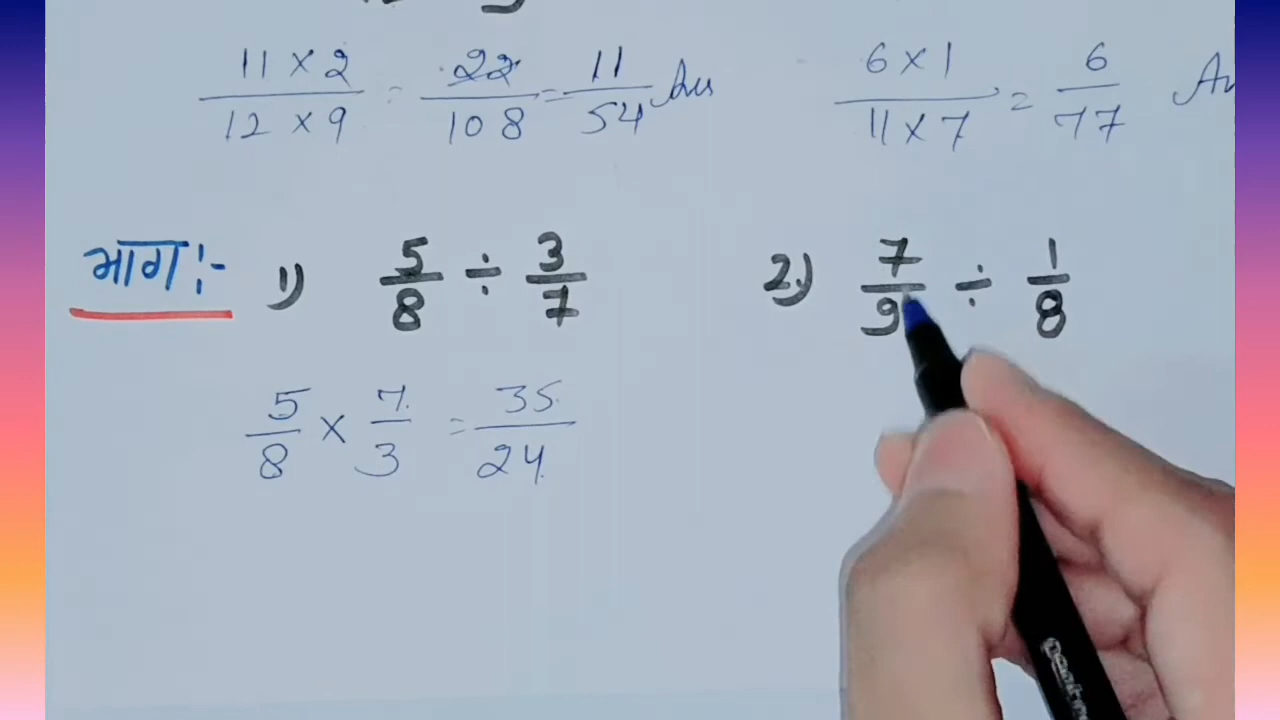 11 × 2 / 12 × 9 = 22 / 108 = 11 / 54 Ans
6 × 1 / 11 × 7 = 6 / 77
भाग :-
1) 5/8 ÷ 3/7
2) 7/9 ÷ 1/8
5/8 × 7/3 = 35/24